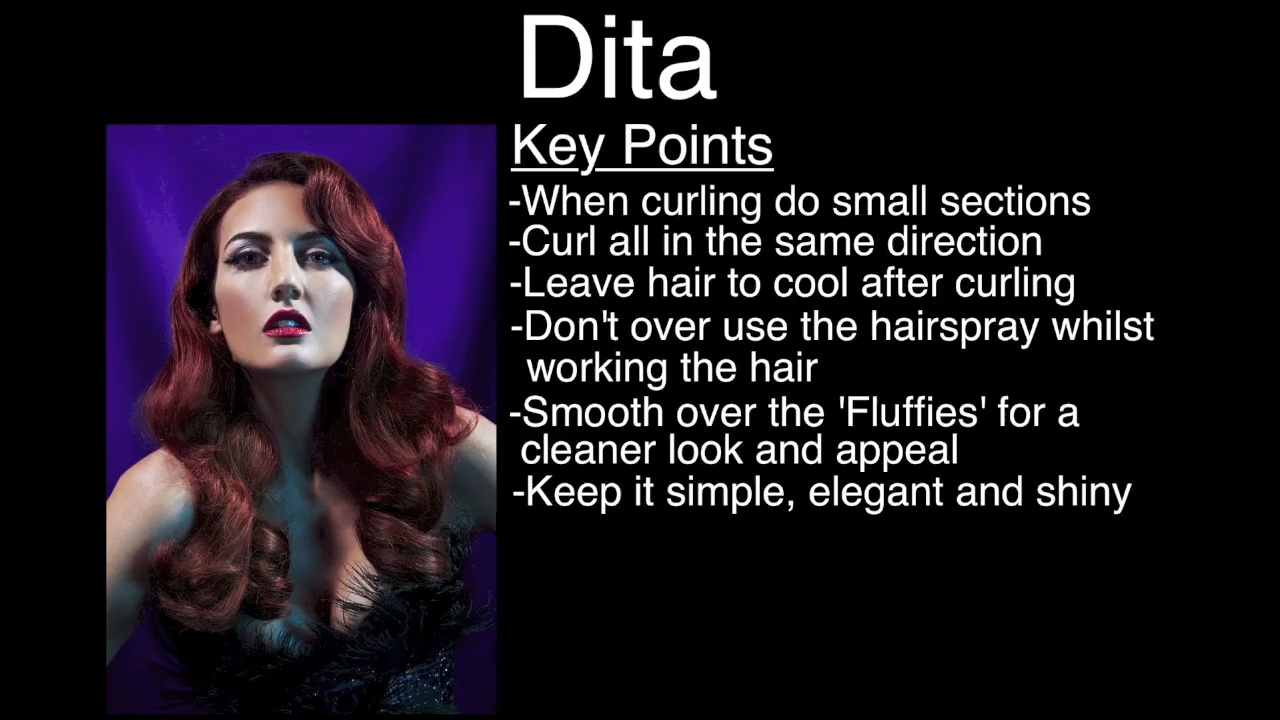 Dita
Key Points
-When curling do small sections
-Curl all in the same direction
-Leave hair to cool after curling
-Don't over use the hairspray whilst
working the hair
-Smooth over the 'Fluffies' for a
cleaner look and appeal
-Keep it simple, elegant and shiny